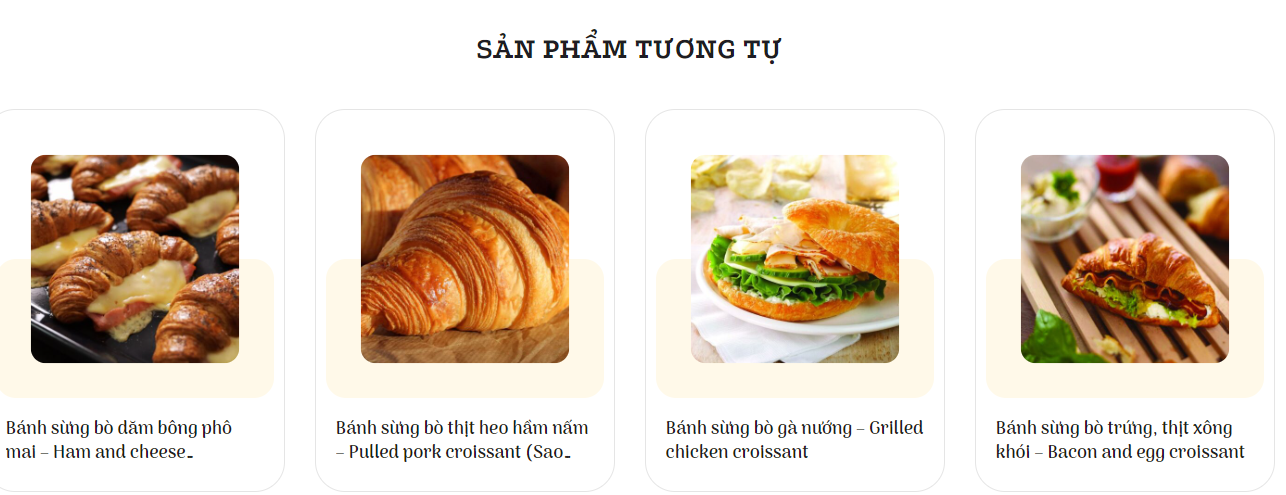 SẢN PHẨM TƯƠNG TỰ
Bánh sừng bò dăm bông phô
mai – Ham and cheese…
Bánh sừng bò thịt heo hầm nấm
– Pulled pork croissant (Sao…
Bánh sừng bò gà nướng – Grilled
chicken croissant
Bánh sừng bò trứng, thịt xông
khói – Bacon and egg croissant